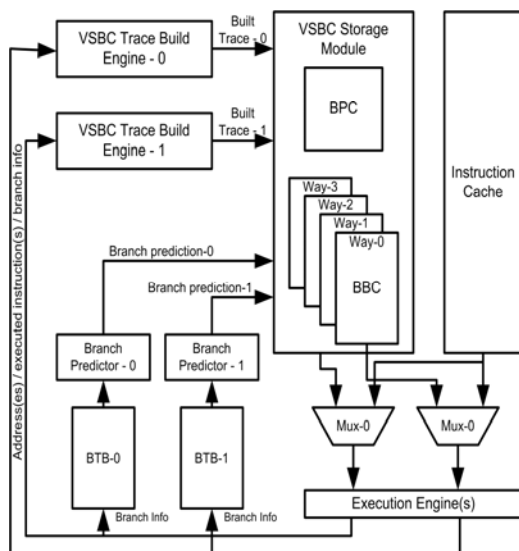 VSBC Trace Build
Engine - 0
Built
Trace - 0
VSBC Storage
Module
BPC
VSBC Trace Build
Engine - 1
Built
Trace - 1
Instruction
Cache
Way-3
Way-2
Way-1
Way-0
BBC
Branch prediction-0
Branch prediction-1
Address(es) / executed instruction(s) / branch info
Branch
Predictor - 0
Branch
Predictor - 1
BTB-0
BTB-1
Mux-0
Mux-0
Branch Info
Branch Info
Execution Engine(s)